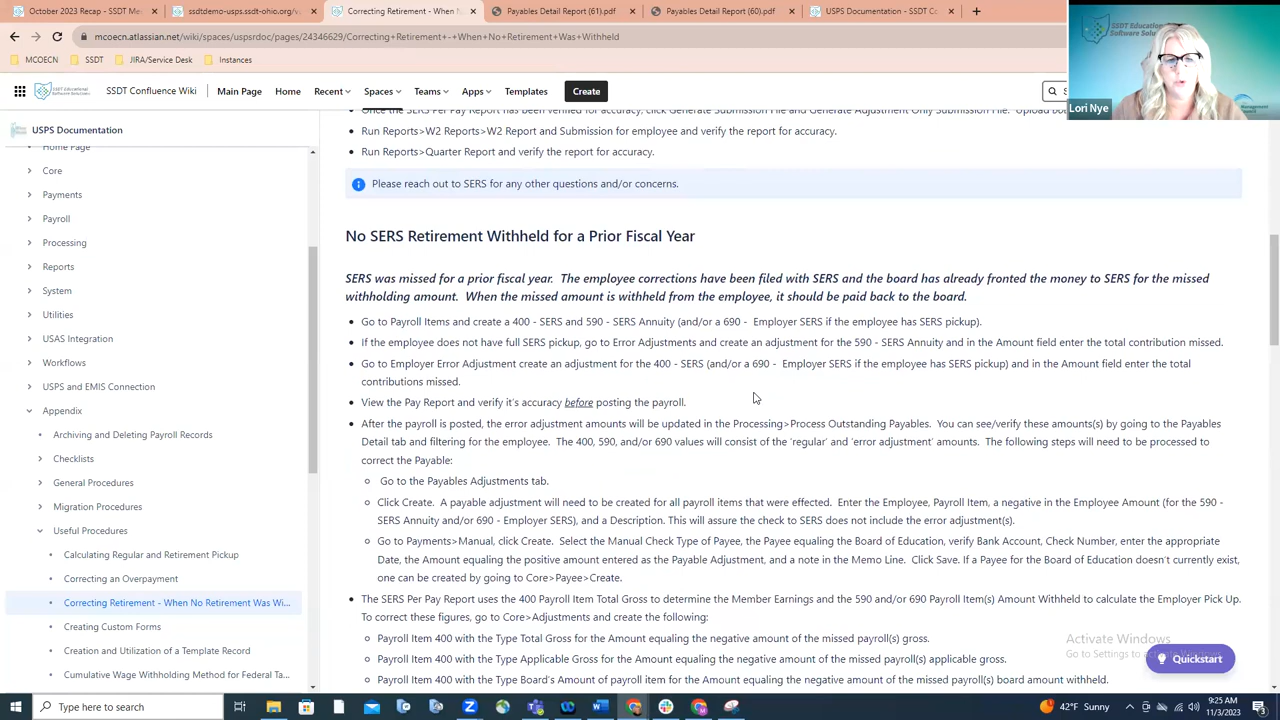 October 2023 SSDT M
ssdtdemo-usps.ssdt-ohio.org/v
Correcting Retirement - When N
Payables Detail Report (61).pdf
Payables Detail Report (60).pdf
USPS Documentation - SSDT C
mcoecn.atlassian.net/wiki/spaces/uspsrdoc/pages/24346629/Correcting+Retirement+-+When+No+Retirement+Was+Withheld
MCOECN
SSDT
JIRA/Service Desk
Instances
SSDT Education
Software Solu
Lori Nye
SSDT Confluence Wiki
Main Page
Home
Recent
Spaces
Teams
Apps
Templates
Create
USPS Documentation
Home Page
Core
Payments
Payroll
Processing
Reports
System
Utilities
USAS Integration
Workflows
USPS and EMIS Connection
Appendix
Archiving and Deleting Payroll Records
Checklists
General Procedures
Migration Procedures
Useful Procedures
Calculating Regular and Retirement Pickup
Correcting an Overpayment
Correcting Retirement - When No Retirement Was Wi...
Creating Custom Forms
Creation and Utilization of a Template Record
Cumulative Wage Withholding Method for Federal Ta...
SERS Per Pay Report has been verified for accuracy, click Generate Submission File and Generate Adjustment Only Submission File. Upload
Run Reports>W2 Reports>W2 Report and Submission for employee and verify the report for accuracy.
Run Reports>Quarter Report and verify the report for accuracy.
Please reach out to SERS for any other questions and/or concerns.
No SERS Retirement Withheld for a Prior Fiscal Year
SERS was missed for a prior fiscal year. The employee corrections have been filed with SERS and the board has already fronted the money to SERS for the missed
withholding amount. When the missed amount is withheld from the employee, it should be paid back to the board.
Go to Payroll Items and create a 400 - SERS and 590 - SERS Annuity (and/or a 690 - Employer SERS if the employee has SERS pickup).
If the employee does not have full SERS pickup, go to Error Adjustments and create an adjustment for the 590 - SERS Annuity and in the Amount field enter the total contribution missed.
Go to Employer Error Adjustment create an adjustment for the 400 - SERS (and/or a 690 - Employer SERS if the employee has SERS pickup) and in the Amount field enter the total
contributions missed.
View the Pay Report and verify it's accuracy before posting the payroll.
After the payroll is posted, the error adjustment amounts will be updated in the Processing>Process Outstanding Payables. You can see/verify these amounts(s) by going to the Payables
Detail tab and filtering for the employee. The 400, 590, and/or 690 values will consist of the 'regular' and 'error adjustment' amounts. The following steps will need to be processed to
correct the Payable:
Go to the Payables Adjustments tab.
Click Create. A payable adjustment will need to be created for all payroll items that were effected. Enter the Employee, Payroll Item, a negative in the Employee Amount (for the 590 -
SERS Annuity and/or 690 - Employer SERS), and a Description. This will assure the check to SERS does not include the error adjustment(s).
Go to Payments>Manual, click Create. Select the Manual Check Type of Payee, the Payee equaling the Board of Education, verify Bank Account, Check Number, enter the appropriate
Date, the Amount equaling the positive amount entered as the Payable Adjustment, and a note in the Memo Line. Click Save. If a Payee for the Board of Education doesn't currently exist,
one can be created by going to Core>Payee>Create.
The SERS Per Pay Report uses the 400 Payroll Item Total Gross to determine the Member Earnings and the 590 and/or 690 Payroll Item(s) Amount Withheld to calculate the Employer Pick Up.
To correct these figures, go to Core>Adjustments and create the following:
Payroll Item 400 with the Type Total Gross for the Amount equaling the negative amount of the missed payroll(s) gross.
Payroll Item 400 with the Type Applicable Gross for the Amount equaling the negative amount of the missed payroll(s) applicable gross.
Payroll Item 400 with the Type Board's Amount of payroll item for the Amount equaling the negative amount of the missed payroll(s) board amount withheld.
Activate Windows
Go to Settings to activate Windows.
Quickstart
Type here to search
42°F Sunny
9:25 AM
11/3/2023